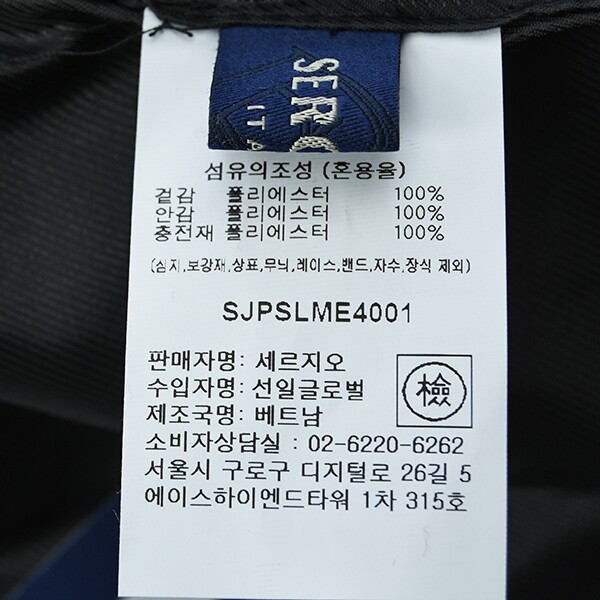 섬유의조성 (혼용율)
겉감 폴리에스터 100%
안감 폴리에스터 100%
충전재 폴리에스터 100%
(심지,보강재,상표,무늬,레이스,밴드,자수,장식 제외)
SJPSLME4001
판매자명: 세르지오
수입자명: 선일글로벌
제조국명: 베트남
檢
소비자상담실 : 02-6220-6262
서울시 구로구 디지털로 26길 5
에이스하이엔드타워 1차 315호